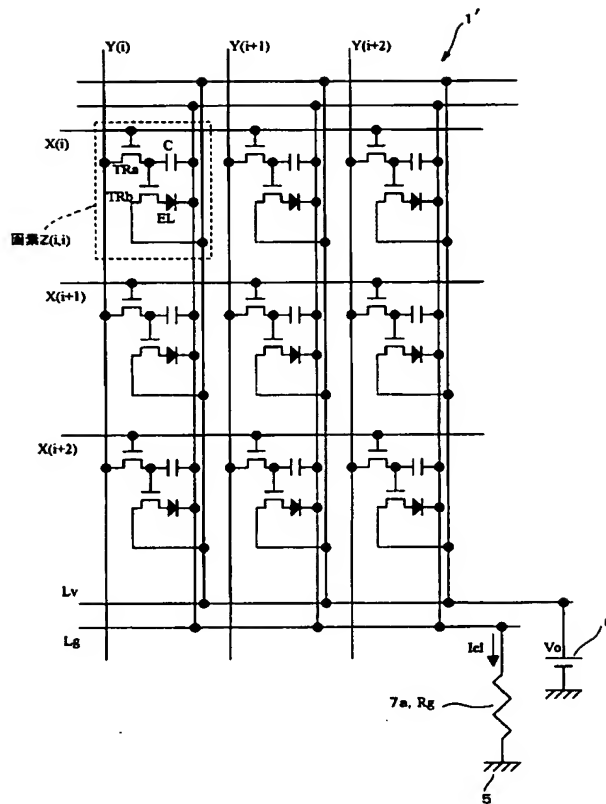 Y(i) Y(i+1) Y(i+2) 1'
X(i)
C
TRa
TRb
EL
画素Z(i,i)
X(i+1)
X(i+2)
Lv
Lg
Icl
Vo
7a, Rg
5